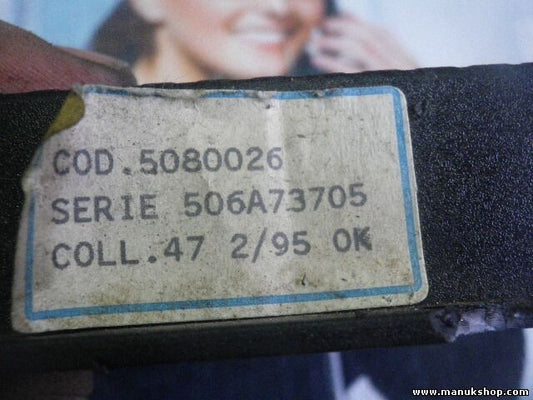 COD.5080026
SERIE 506A73705
COLL.47 2/95 OK
www.manukshop.com